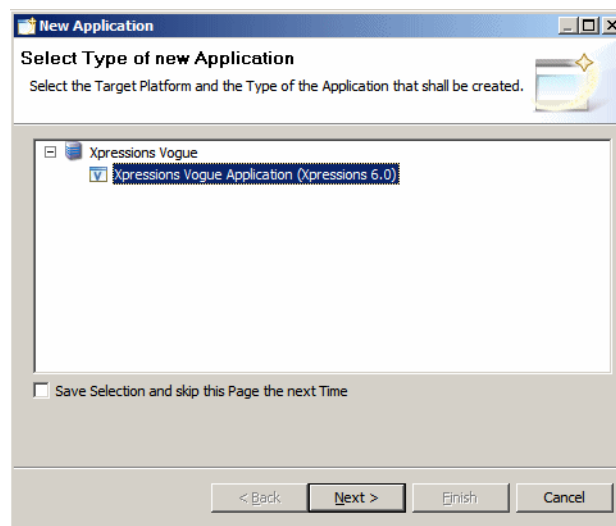 New Application
Select Type of new Application
Select the Target Platform and the Type of the Application that shall be created.
Xpressions Vogue
V Xpressions Vogue Application (Xpressions 6.0)
Save Selection and skip this Page the next Time
< Back Next > Finish Cancel